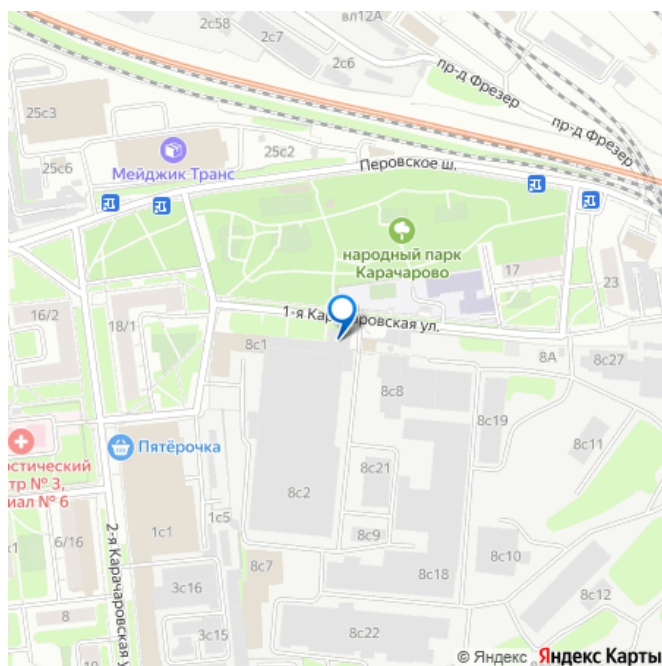 вл12А
2с58
2с7
2с6
пр-д Фрезер
пр-д Фрезер
25с3
25с2
Мейджик Транс
25с6
Перовское ш.
народный парк
Карачарово
17
23
16/2
18/1
1-я Кар
ровская ул.
8с1
8А
8с27
8с8
8с19
8с11
Пятёрочка
остический
тр № 3,
иал № 6
8с21
8с2
1с5
1с1
8с9
6/16
х1
2-я Карачаровская у
8с7
8с10
8с18
3с16
8с12
8
3с15
8с22
19
© Яндекс Яндекс Карты